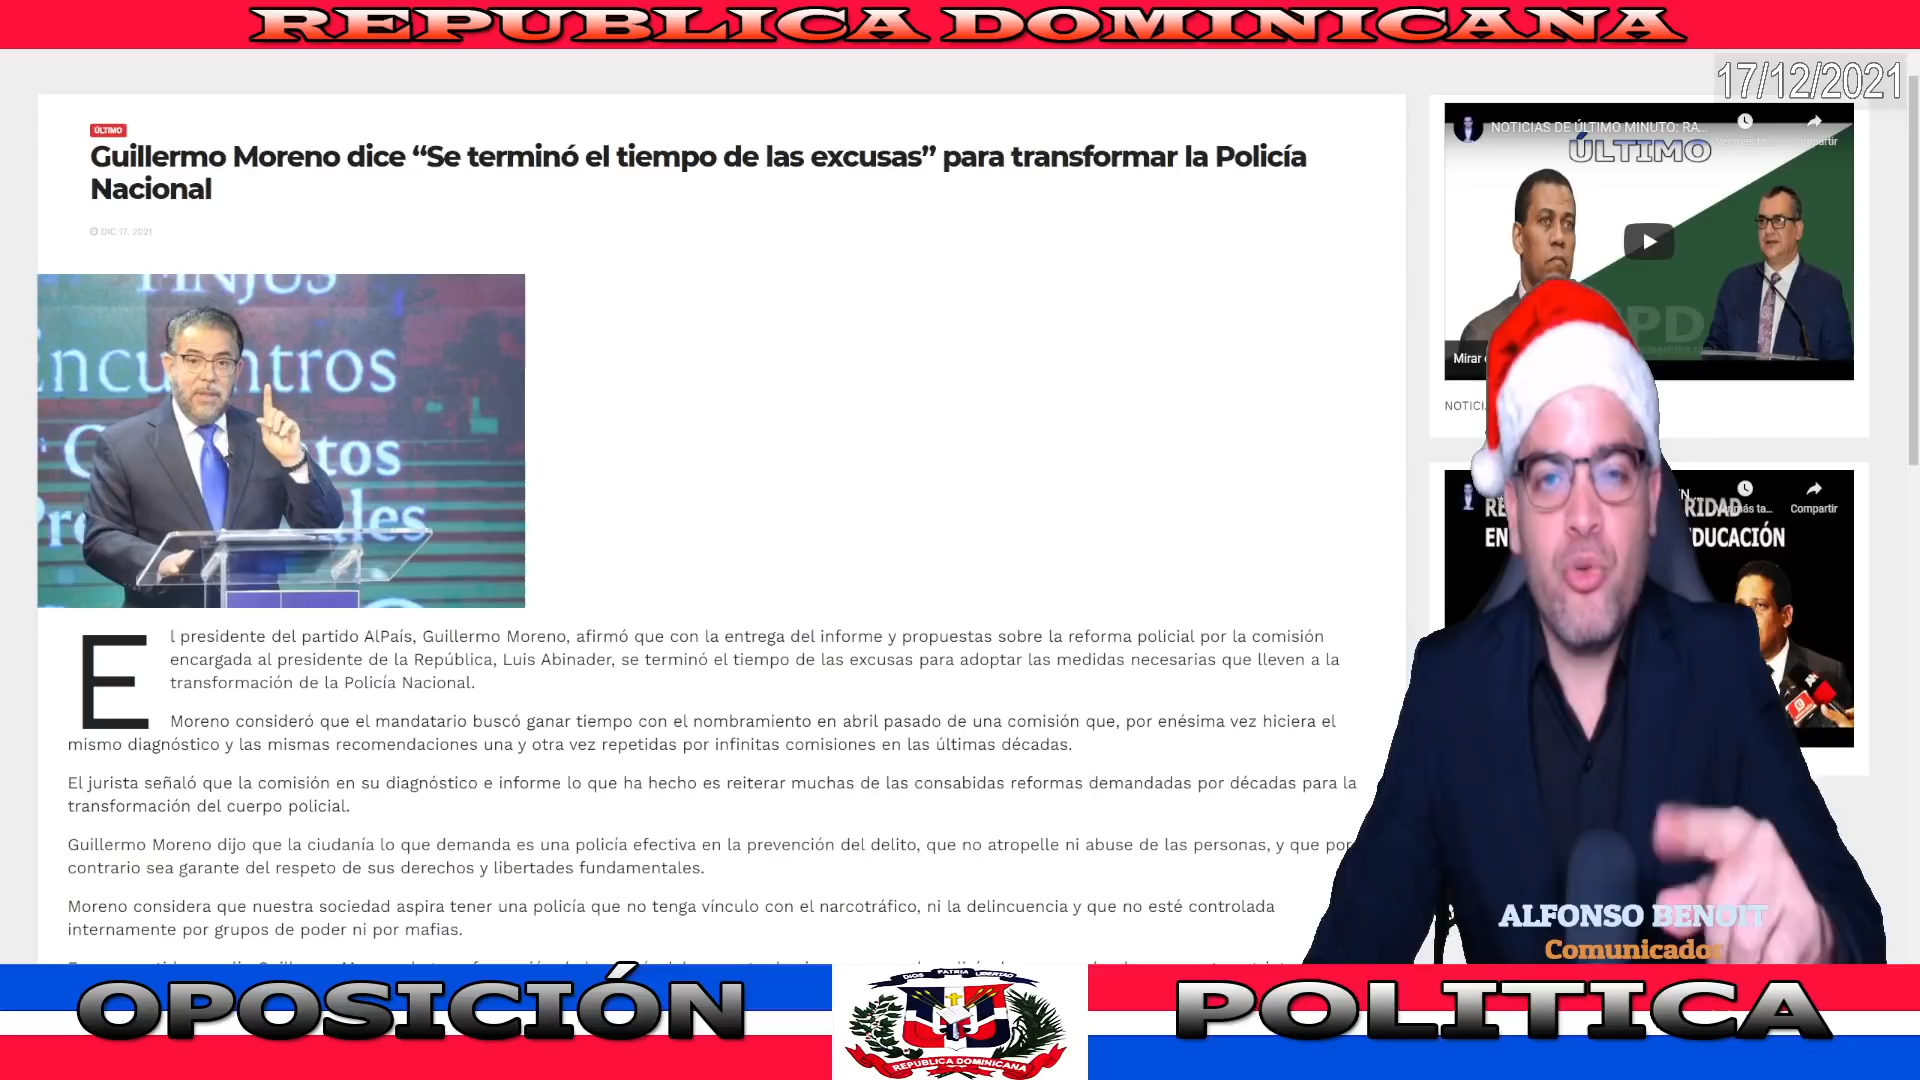 REPUBLICA DOMINICANA
17/12/2021
ÚLTIMO
Guillermo Moreno dice “Se terminó el tiempo de las excusas” para transformar la Policía
Nacional
DIC 17, 2021
FINJUS
Encuentros
tos
les
El presidente del partido AlPaís, Guillermo Moreno, afirmó que con la entrega del informe y propuestas sobre la reforma policial por la comisión
encargada al presidente de la República, Luis Abinader, se terminó el tiempo de las excusas para adoptar las medidas necesarias que lleven a la
transformación de la Policía Nacional.
Moreno consideró que el mandatario buscó ganar tiempo con el nombramiento en abril pasado de una comisión que, por enésima vez hiciera el
mismo diagnóstico y las mismas recomendaciones una y otra vez repetidas por infinitas comisiones en las últimas décadas.
El jurista señaló que la comisión en su diagnóstico e informe lo que ha hecho es reiterar muchas de las consabidas reformas demandadas por décadas para la
transformación del cuerpo policial.
Guillermo Moreno dijo que la ciudanía lo que demanda es una policía efectiva en la prevención del delito, que no atropelle ni abuse de las personas, y que por
contrario sea garante del respeto de sus derechos y libertades fundamentales.
Moreno considera que nuestra sociedad aspira tener una policía que no tenga vínculo con el narcotráfico, ni la delincuencia y que no esté controlada
internamente por grupos de poder ni por mafias.
NOTICIAS DE ÚLTIMO MINUTO: RA...
Compartir
ÚLTIMO
PD
Mirar
NOTICI
más ta...
Compartir
RIDAD
EN
DUCACIÓN
ALFONSO BENOIT
Comunicador
OPOSICIÓN
DIOS PATRIA LIBERTAD
REPUBLICA DOMINICANA
POLITICA